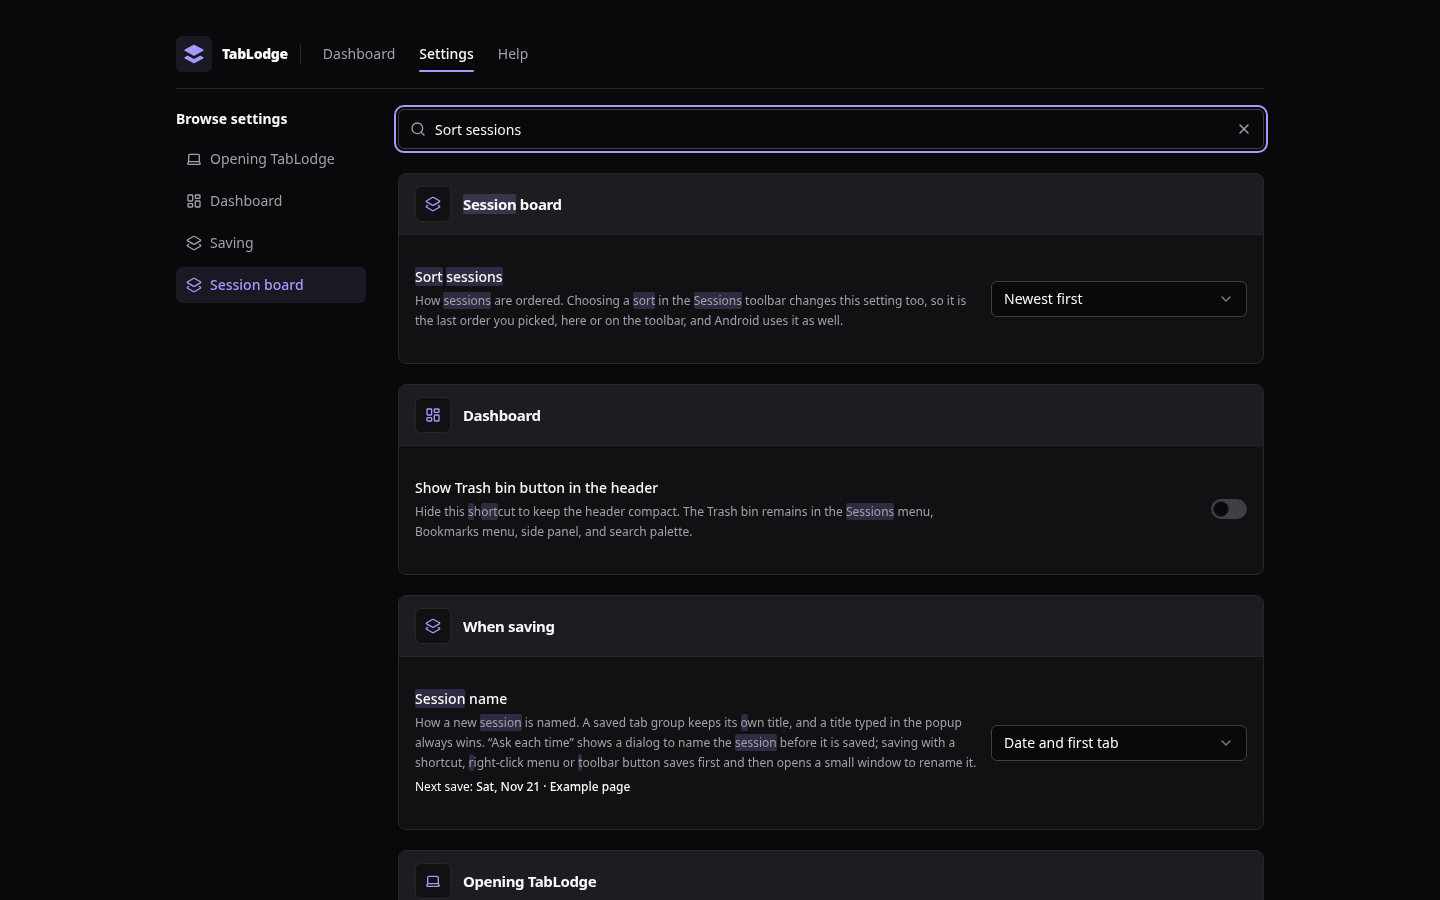 TabLodge
Dashboard
Settings
Help
Browse settings
Opening TabLodge
Dashboard
Saving
Session board
Sort sessions
Session board
Sort sessions
How sessions are ordered. Choosing a sort in the Sessions toolbar changes this setting too, so it is
the last order you picked, here or on the toolbar, and Android uses it as well.
Newest first
Dashboard
Show Trash bin button in the header
Hide this shortcut to keep the header compact. The Trash bin remains in the Sessions menu,
Bookmarks menu, side panel, and search palette.
When saving
Session name
How a new session is named. A saved tab group keeps its own title, and a title typed in the popup
always wins. “Ask each time” shows a dialog to name the session before it is saved; saving with a
shortcut, right-click menu or toolbar button saves first and then opens a small window to rename it.
Next save: Sat, Nov 21 · Example page
Date and first tab
Opening TabLodge